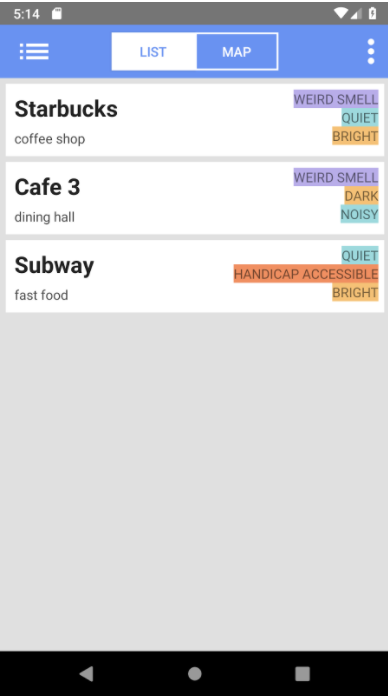 5:14
LIST MAP
Starbucks
coffee shop
WEIRD SMELL
QUIET
BRIGHT
Cafe 3
dining hall
WEIRD SMELL
DARK
NOISY
Subway
fast food
QUIET
HANDICAP ACCESSIBLE
BRIGHT